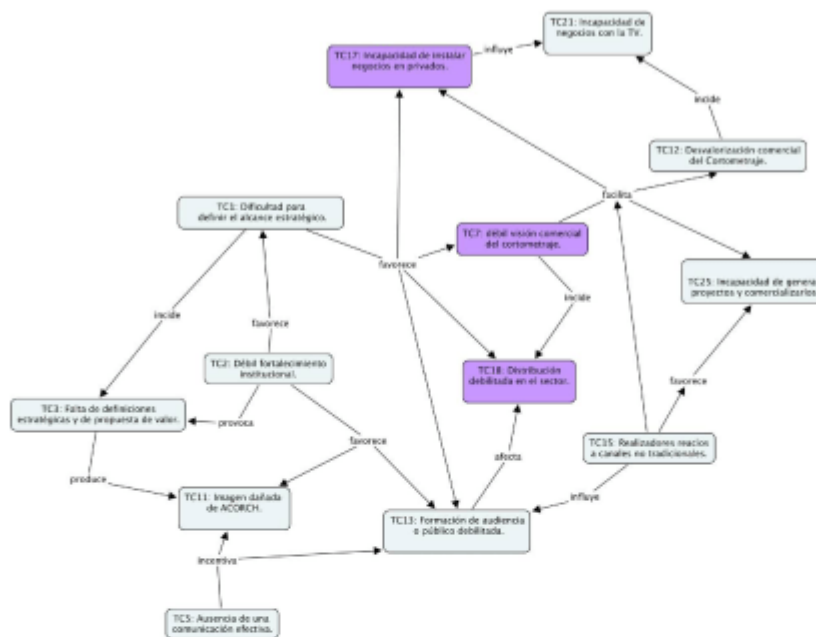 TC21: Incapacidad de
negocios con la TV.
TC17: Incapacidad de instalar
negocios en privados.
influye
incide
TC12: Desvalorización comercial
del Cortometraje.
facilita
TC1: Dificultad para
definir el alcance estratégico.
TC7: débil visión comercial
del cortometraje.
favorece
TC25: Incapacidad de genera
proyectos y comercializarlos
incide
incide
favorece
TC2: Débil fortalecimiento
institucional.
TC18: Distribución
debilitada en el sector.
favorece
TC3: Falta de definiciones
estratégicas y de propuesta de valor.
provoca
favorece
TC15: Realizadores reacios
a canales no tradicionales.
afecta
produce
TC11: Imagen dañada
de ACORCH.
influye
TC13: Formación de audiencia
o público debilitada.
incentiva
TC5: Ausencia de una
comunicación efectiva.